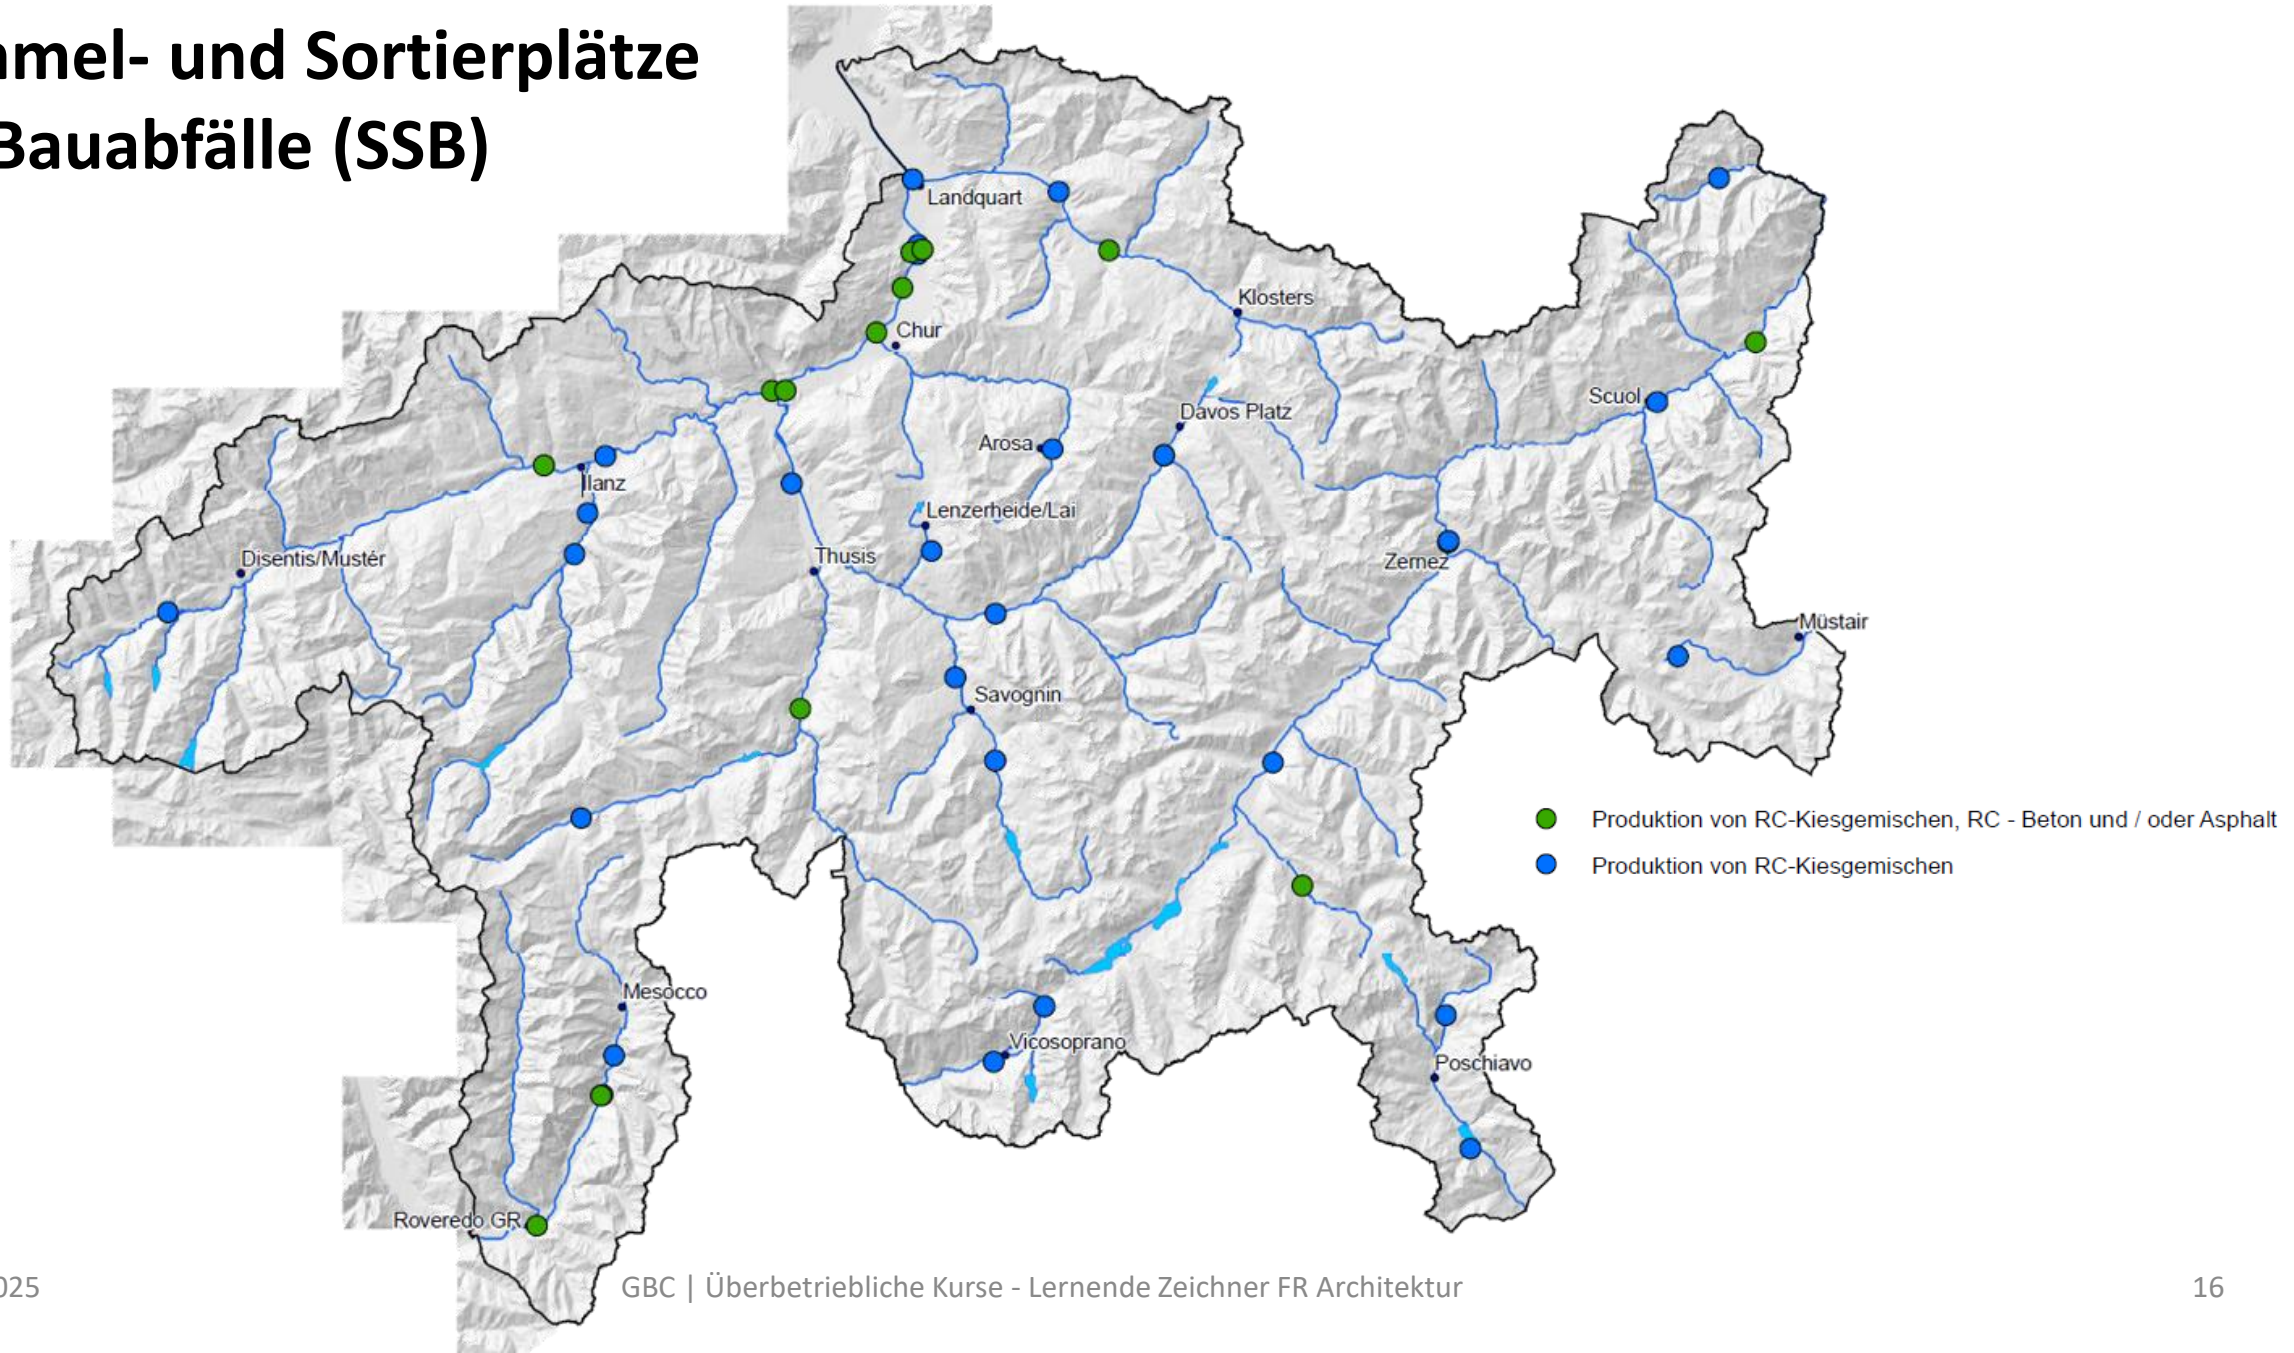 mmel- und Sortierplätze
Bauabfälle (SSB)
Landquart
Klosters
Chur
Scuol
Davos Platz
Arosa
Ilanz
Lenzerheide/Lai
Disentis/Mustér
Thusis
Zernez
Müstair
Savognin
Produktion von RC-Kiesgemischen, RC - Beton und / oder Asphalt
Produktion von RC-Kiesgemischen
Mesocco
Vicosoprano
Poschiavo
Roveredo GR
025
GBC | Überbetriebliche Kurse - Lernende Zeichner FR Architektur
16